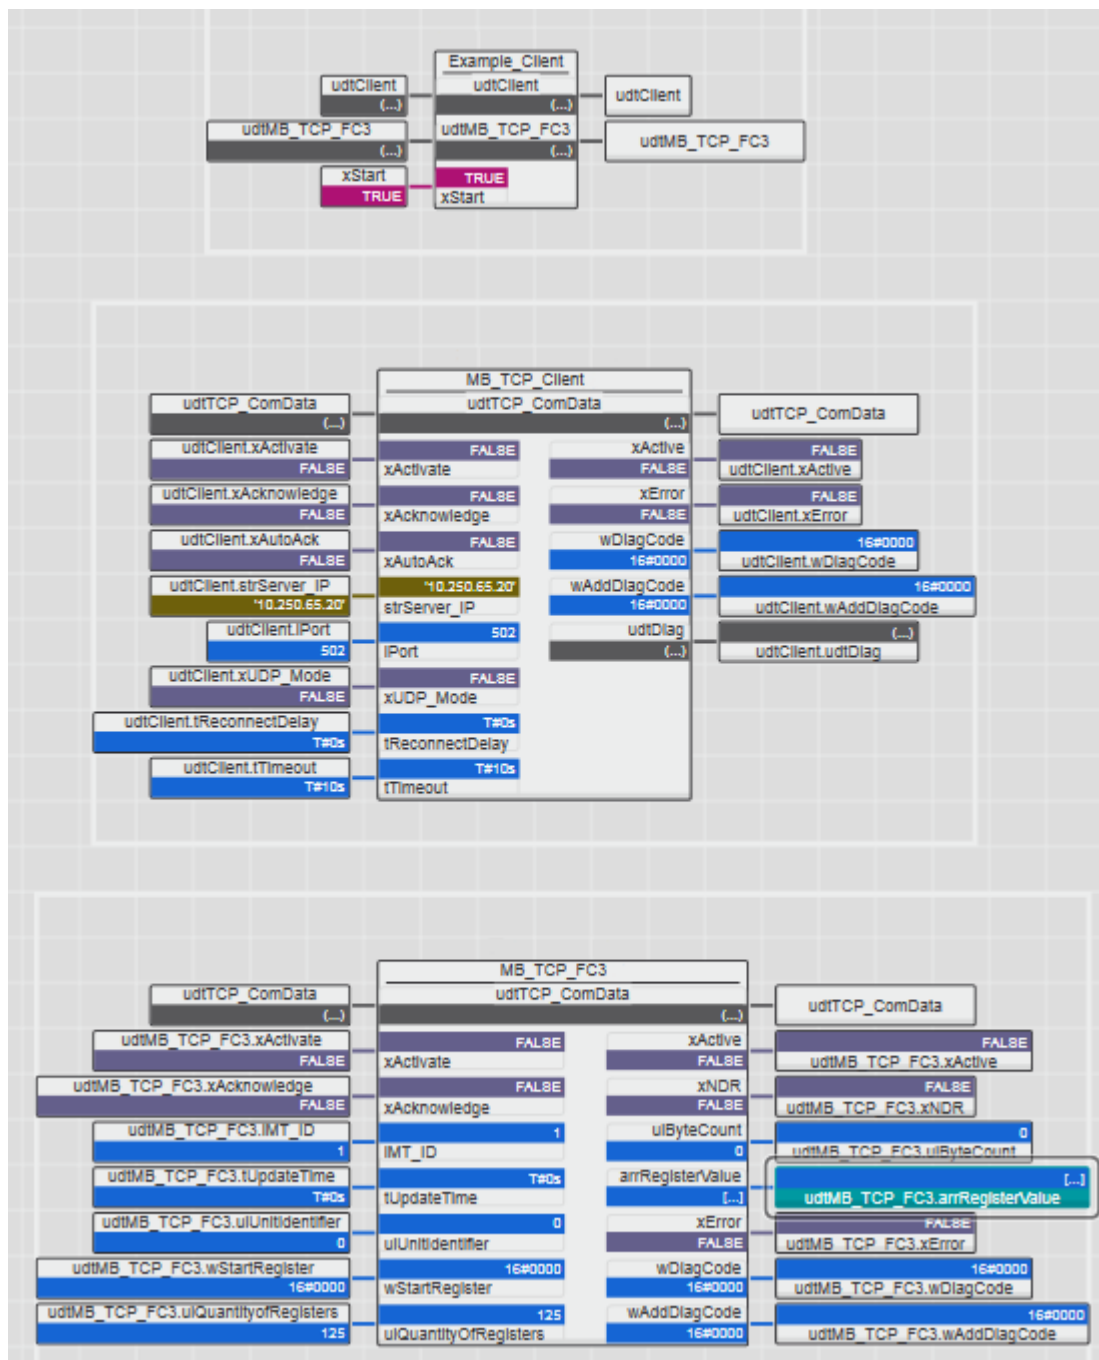 Example_Client
udtClient
(...)
udtClient
(...)
udtClient
udtMB_TCP_FC3
(...)
udtMB_TCP_FC3
(...)
udtMB_TCP_FC3
xStart
TRUE
TRUE
xStart
MB_TCP_Client
udtTCP_ComData
(...)
udtTCP_ComData
(...)
udtTCP_ComData
udtClient.xActivate
FALSE
FALSE
xActivate
xActive
FALSE
FALSE
udtClient.xActive
udtClient.xAcknowledge
FALSE
FALSE
xAcknowledge
xError
FALSE
FALSE
udtClient.xError
udtClient.xAutoAck
FALSE
FALSE
xAutoAck
wDiagCode
16#0000
16#0000
udtClient.wDiagCode
udtClient.strServer_IP
'10.250.65.20'
'10.250.65.20'
strServer_IP
wAddDiagCode
16#0000
16#0000
udtClient.wAddDiagCode
udtClient.iPort
502
502
iPort
udtDiag
(...)
(...)
udtClient.udtDiag
udtClient.xUDP_Mode
FALSE
FALSE
xUDP_Mode
udtClient.tReconnectDelay
T#0s
T#0s
tReconnectDelay
udtClient.tTimeout
T#10s
T#10s
tTimeout
MB_TCP_FC3
udtTCP_ComData
(...)
udtTCP_ComData
(...)
udtTCP_ComData
udtMB_TCP_FC3.xActivate
FALSE
FALSE
xActivate
xActive
FALSE
FALSE
udtMB_TCP_FC3.xActive
udtMB_TCP_FC3.xAcknowledge
FALSE
FALSE
xAcknowledge
xNDR
FALSE
FALSE
udtMB_TCP_FC3.xNDR
udtMB_TCP_FC3.iMT_ID
1
1
iMT_ID
uiByteCount
0
0
udtMB_TCP_FC3.uiByteCount
udtMB_TCP_FC3.tUpdateTime
T#0s
T#0s
tUpdateTime
arrRegisterValue
[...]
[...]
udtMB_TCP_FC3.arrRegisterValue
udtMB_TCP_FC3.uiUnitIdentifier
0
0
uiUnitIdentifier
xError
FALSE
FALSE
udtMB_TCP_FC3.xError
udtMB_TCP_FC3.wStartRegister
16#0000
16#0000
wStartRegister
wDiagCode
16#0000
16#0000
udtMB_TCP_FC3.wDiagCode
udtMB_TCP_FC3.uiQuantityofRegisters
125
125
uiQuantityOfRegisters
wAddDiagCode
16#0000
16#0000
udtMB_TCP_FC3.wAddDiagCode